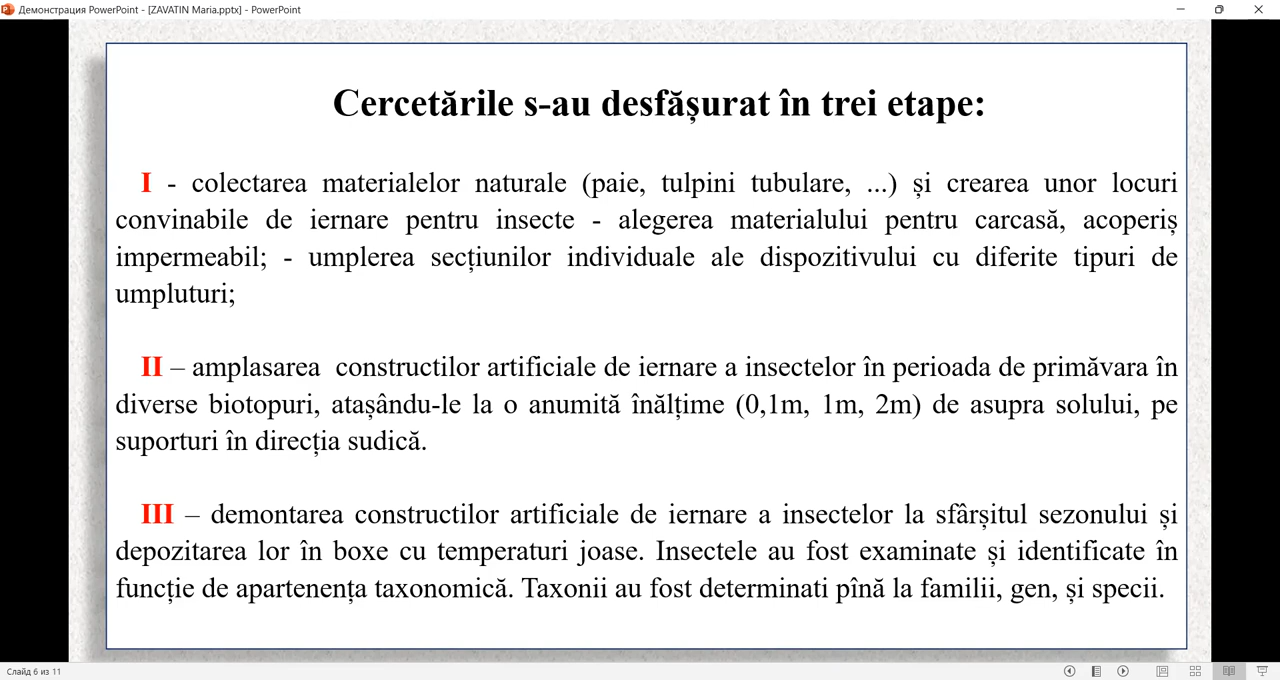 Демонстрация PowerPoint - [ZAVATIN Maria.pptx] - PowerPoint
Cercetările s-au desfășurat în trei etape:
I - colectarea materialelor naturale (paie, tulpini tubulare, ...) și crearea unor locuri
convinabile de iernare pentru insecte - alegerea materialului pentru carcasă, acoperiș
impermeabil; - umplerea secțiunilor individuale ale dispozitivului cu diferite tipuri de
umpluturi;
II – amplasarea constructilor artificiale de iernare a insectelor în perioada de primăvara în
diverse biotopuri, atașându-le la o anumită înălțime (0,1m, 1m, 2m) de asupra solului, pe
suporturi în direcția sudică.
III – demontarea constructilor artificiale de iernare a insectelor la sfârșitul sezonului și
depozitarea lor în boxe cu temperaturi joase. Insectele au fost examinate și identificate în
funcție de apartenența taxonomică. Taxonii au fost determinati pînă la familii, gen, și specii.
Слайд 6 из 11